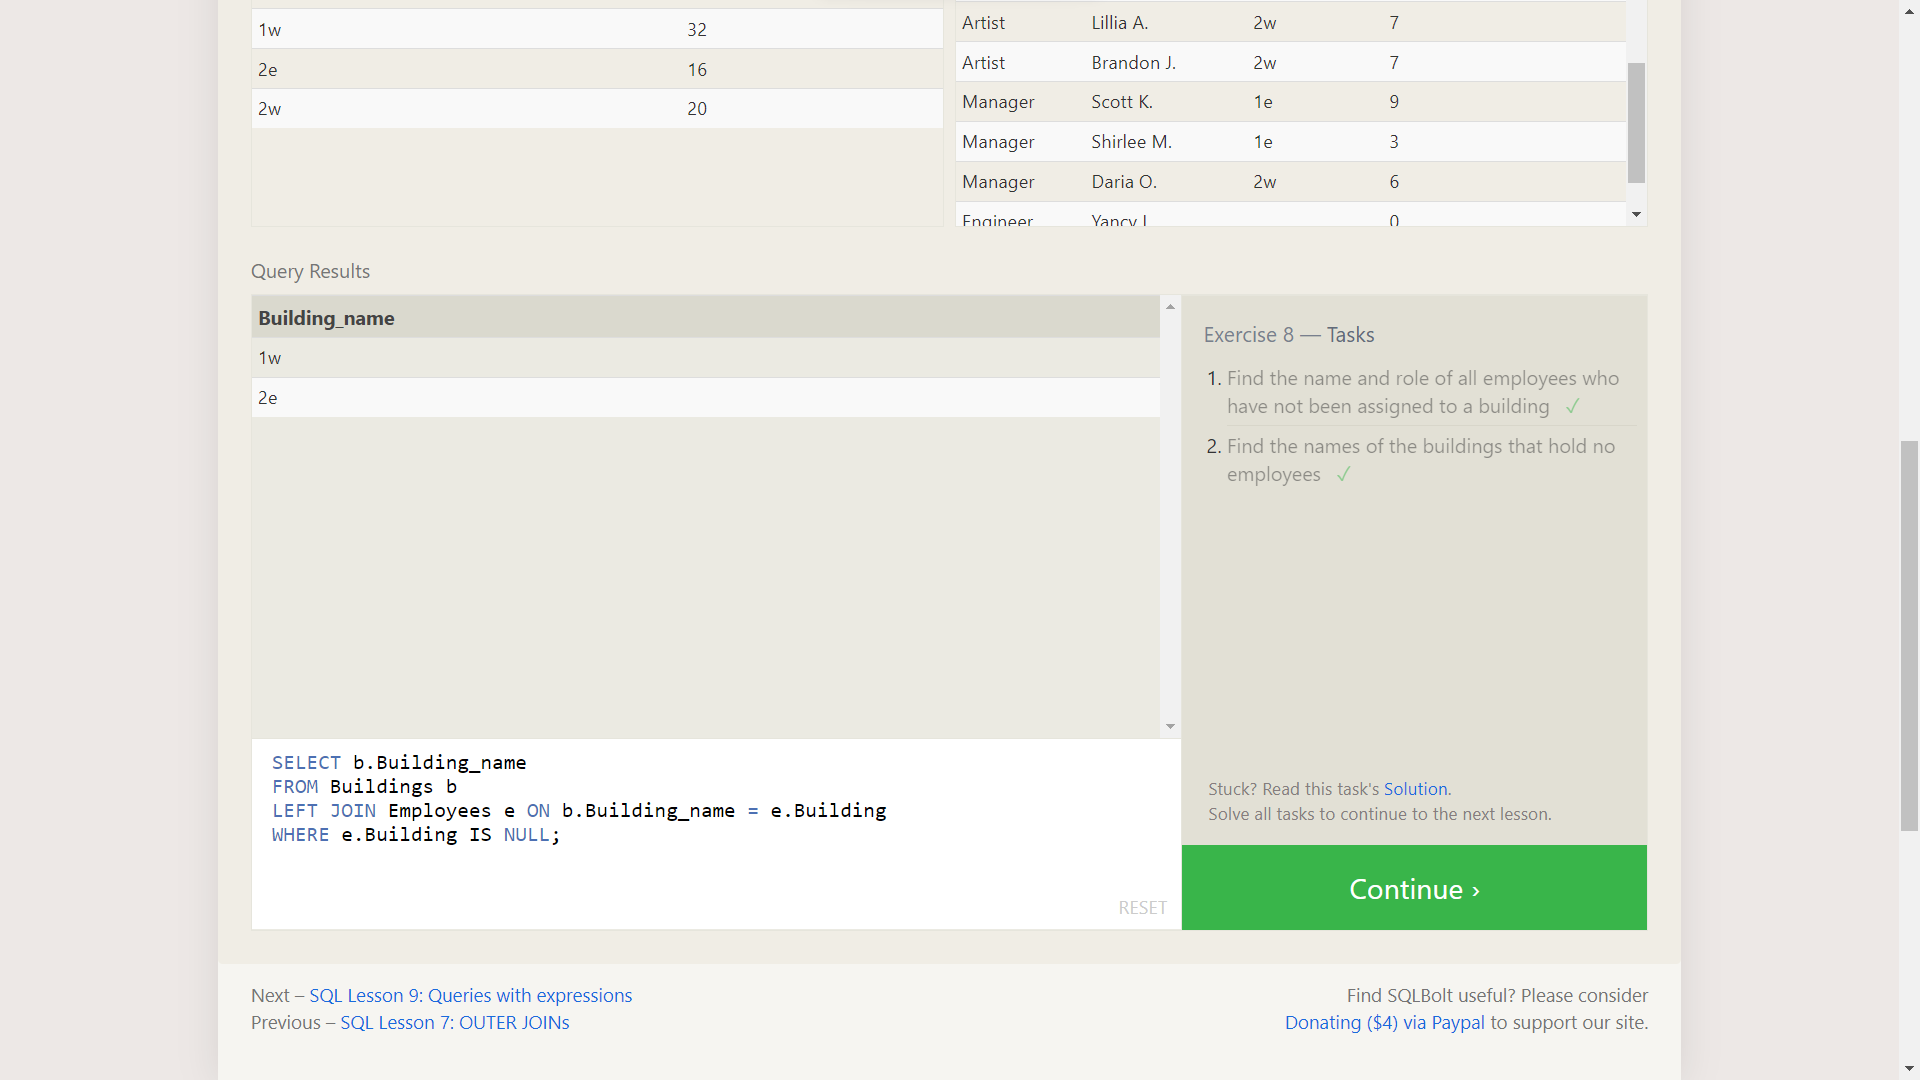 1w 32
2e 16
2w 20
Artist Lillia A. 2w 7
Artist Brandon J. 2w 7
Manager Scott K. 1e 9
Manager Shirlee M. 1e 3
Manager Daria O. 2w 6
Engineer Yancy I. 0
Query Results
Building_name
1w
2e
Exercise 8 — Tasks
1. Find the name and role of all employees who
have not been assigned to a building ✓
2. Find the names of the buildings that hold no
employees ✓
Stuck? Read this task's Solution.
Solve all tasks to continue to the next lesson.
Continue ›
SELECT b.Building_name
FROM Buildings b
LEFT JOIN Employees e ON b.Building_name = e.Building
WHERE e.Building IS NULL;
RESET
Next – SQL Lesson 9: Queries with expressions
Previous – SQL Lesson 7: OUTER JOINs
Find SQLBolt useful? Please consider
Donating ($4) via Paypal to support our site.